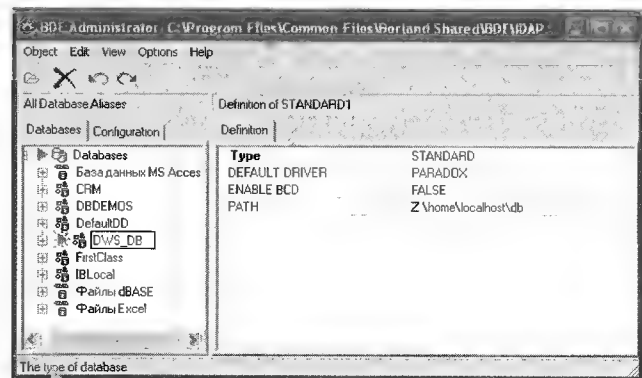 BDE Administrator C:\Program Files\Common Files\Borland Shared\BDE\IDAP
Object Edit View Options Help
All Database Aliases
Definition of STANDARD1
Databases Configuration
Definition
Databases
База данных MS Acces
CRM
DBDEMOS
DefaultDD
DWS_DB
FirstClass
IBLocal
Файлы dBASE
Файлы Excel
Type STANDARD
DEFAULT DRIVER PARADOX
ENABLE BCD FALSE
PATH Z \home\localhost\db
The type of database